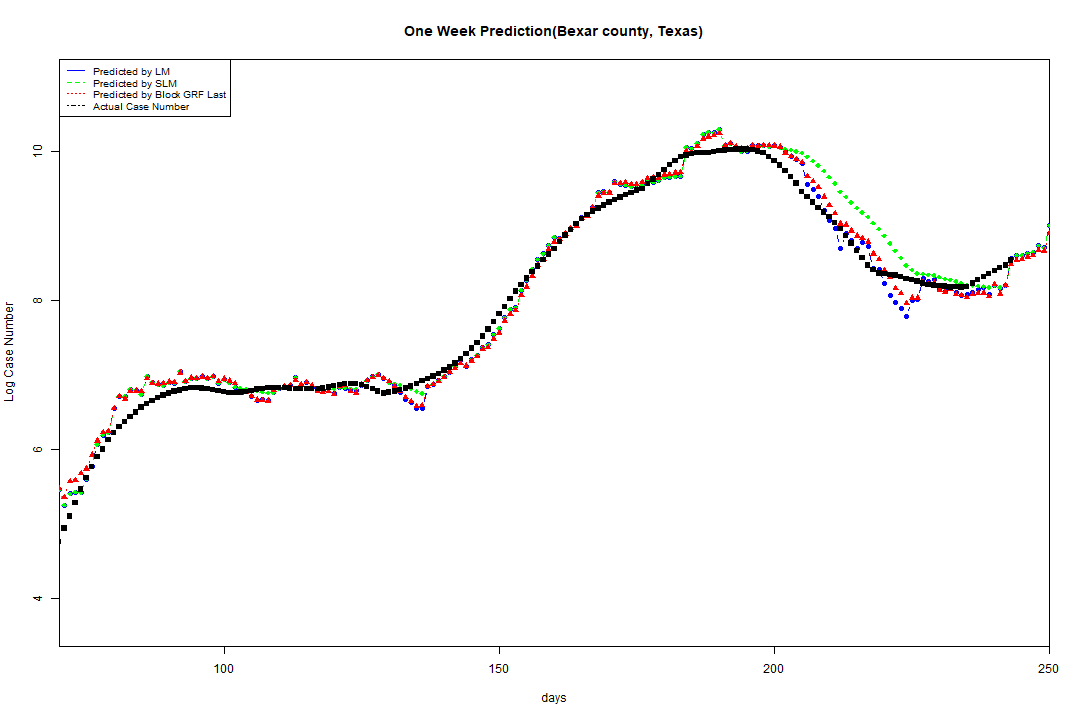 One Week Prediction(Bexar county, Texas)
Predicted by LM
Predicted by SLM
Predicted by Block GRF Last
Actual Case Number
10
8
6
4
Log Case Number
100 150 200 250
days